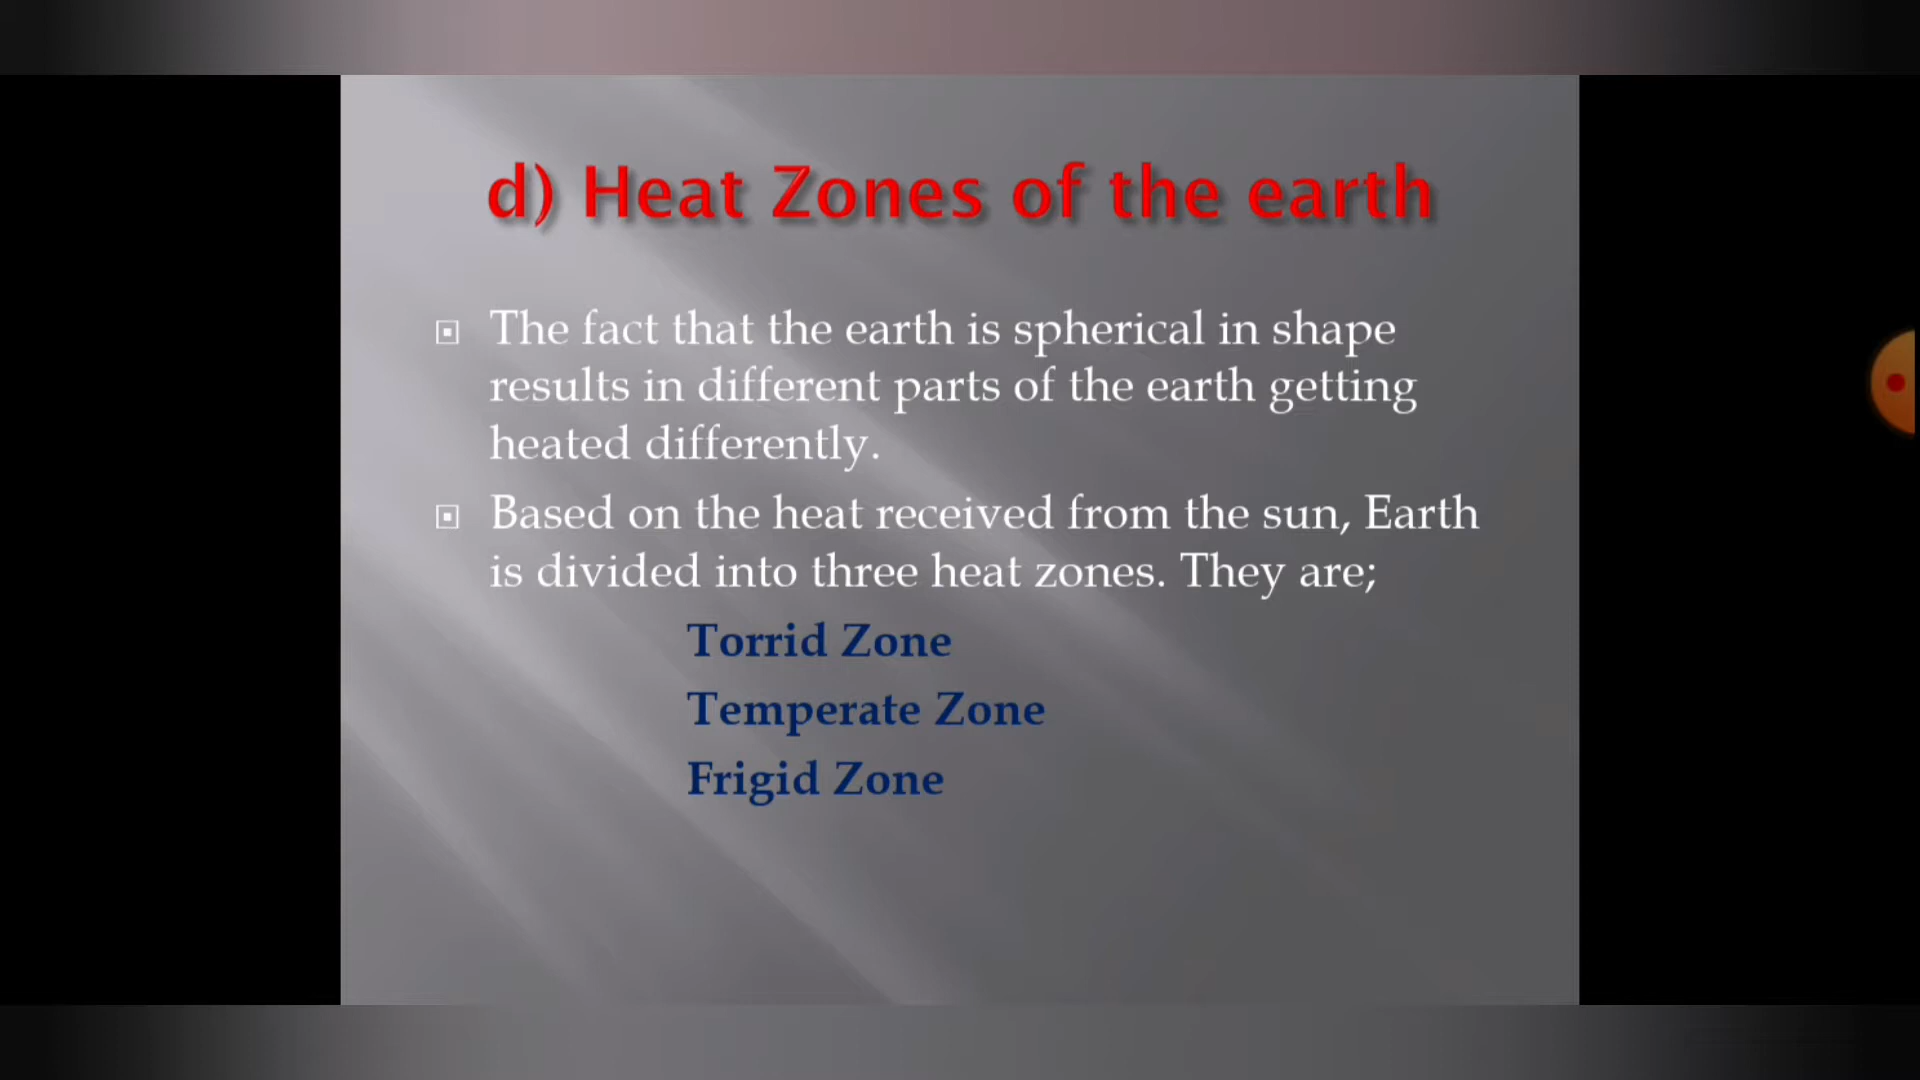 d) Heat Zones of the earth
The fact that the earth is spherical in shape
results in different parts of the earth getting
heated differently.
Based on the heat received from the sun, Earth
is divided into three heat zones. They are;
Torrid Zone
Temperate Zone
Frigid Zone